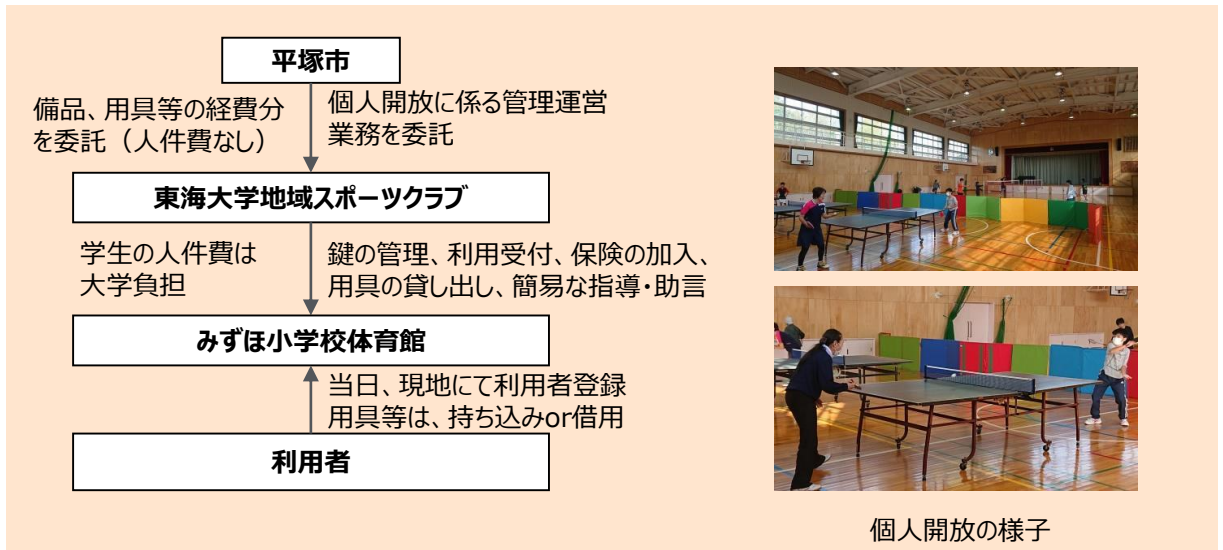 平塚市
備品、用具等の経費分
を委託（人件費なし）
個人開放に係る管理運営
業務を委託
東海大学地域スポーツクラブ
学生の人件費は
大学負担
鍵の管理、利用受付、保険の加入、
用具の貸し出し、簡易な指導・助言
みずほ小学校体育館
当日、現地にて利用者登録
用具等は、持ち込みor借用
利用者
個人開放の様子